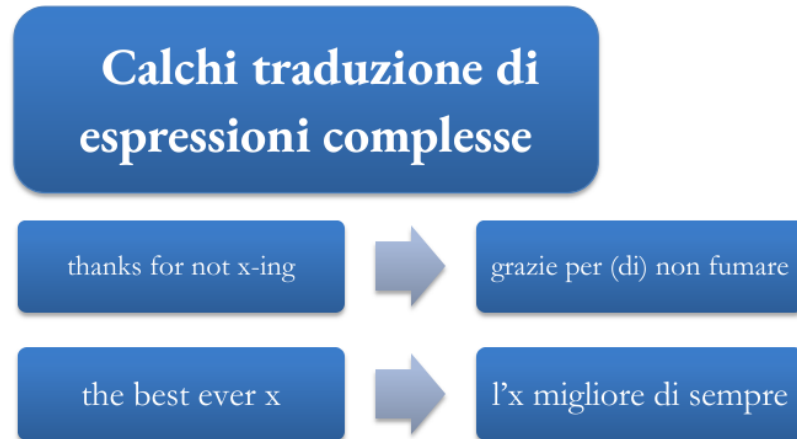 Calchi traduzione di
espressioni complesse
thanks for not x-ing
grazie per (di) non fumare
the best ever x
l’x migliore di sempre